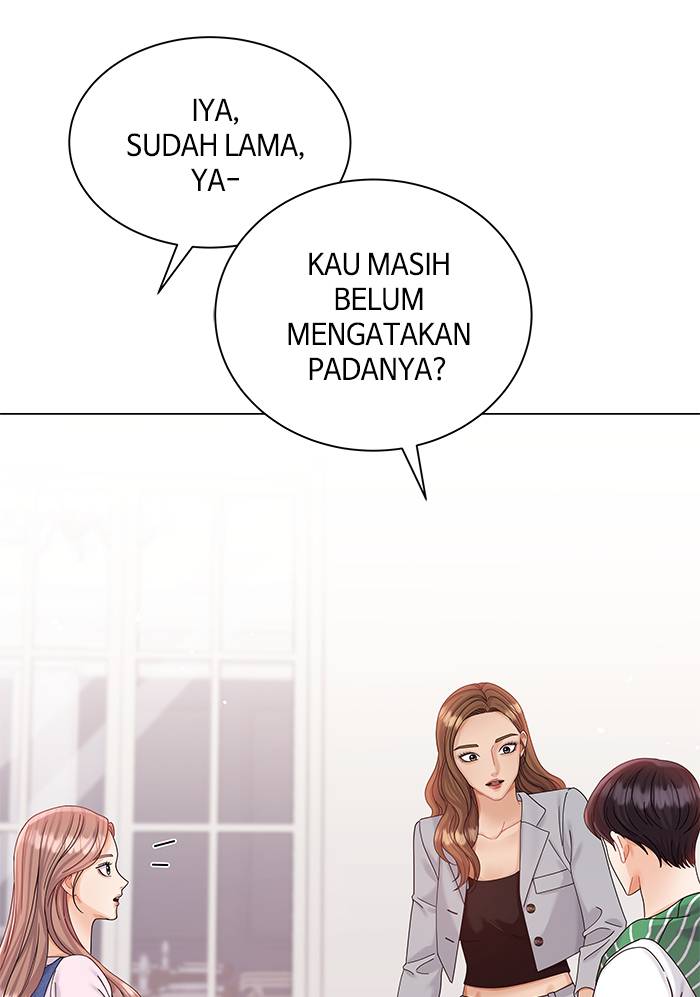 IYA,
SUDAH LAMA,
YA-
KAU MASIH
BELUM
MENGATAKAN
PADANYA?